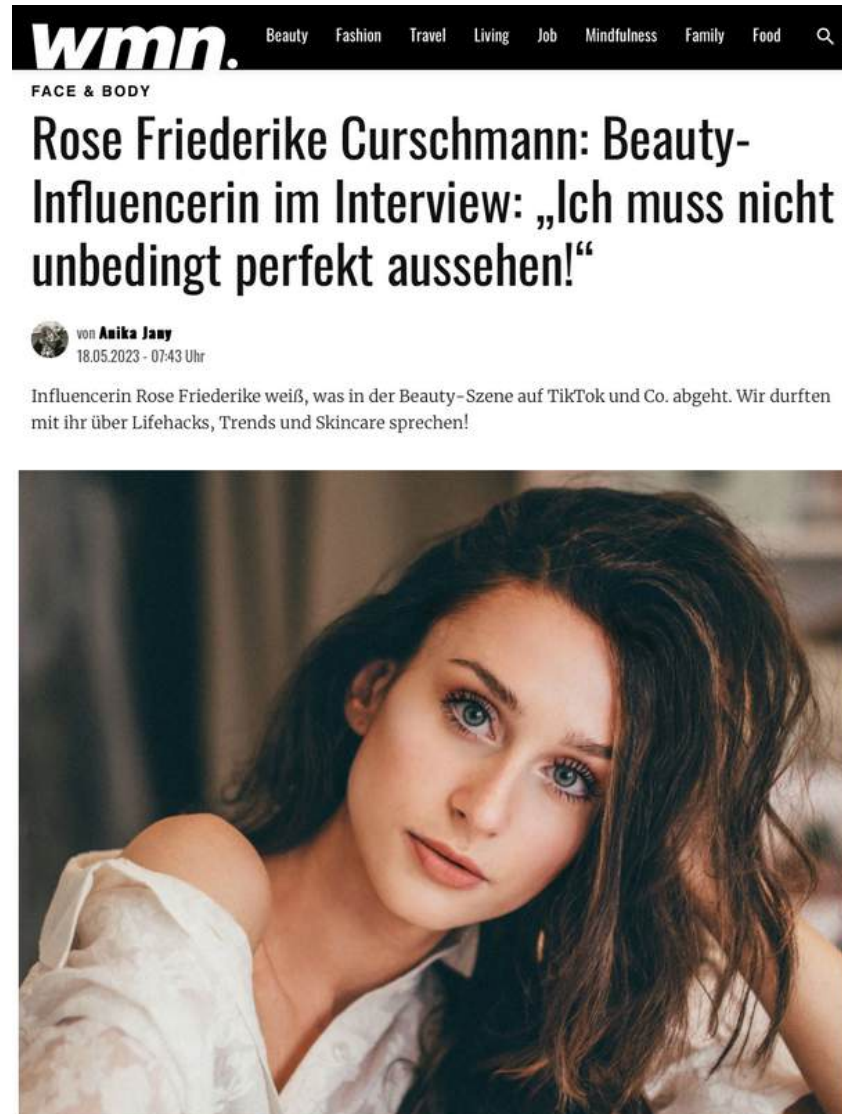 wmn.
Beauty Fashion Travel Living Job Mindfulness Family Food
FACE & BODY
Rose Friederike Curschmann: Beauty-
Influencerin im Interview: „Ich muss nicht
unbedingt perfekt aussehen!“
von Anika Jany
18.05.2023 - 07:43 Uhr
Influencerin Rose Friederike weiß, was in der Beauty-Szene auf TikTok und Co. abgeht. Wir durften
mit ihr über Lifehacks, Trends und Skincare sprechen!